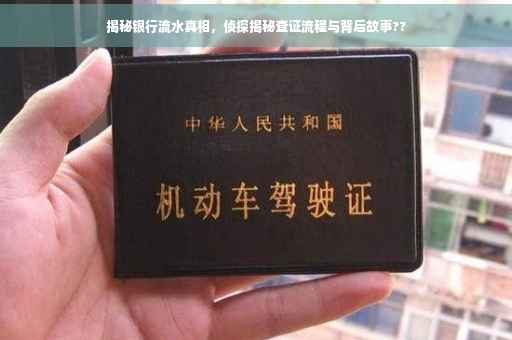 揭秘银行流水真相，侦探揭秘查证流程与背后故事??
中华人民共和国
机动车驾驶证